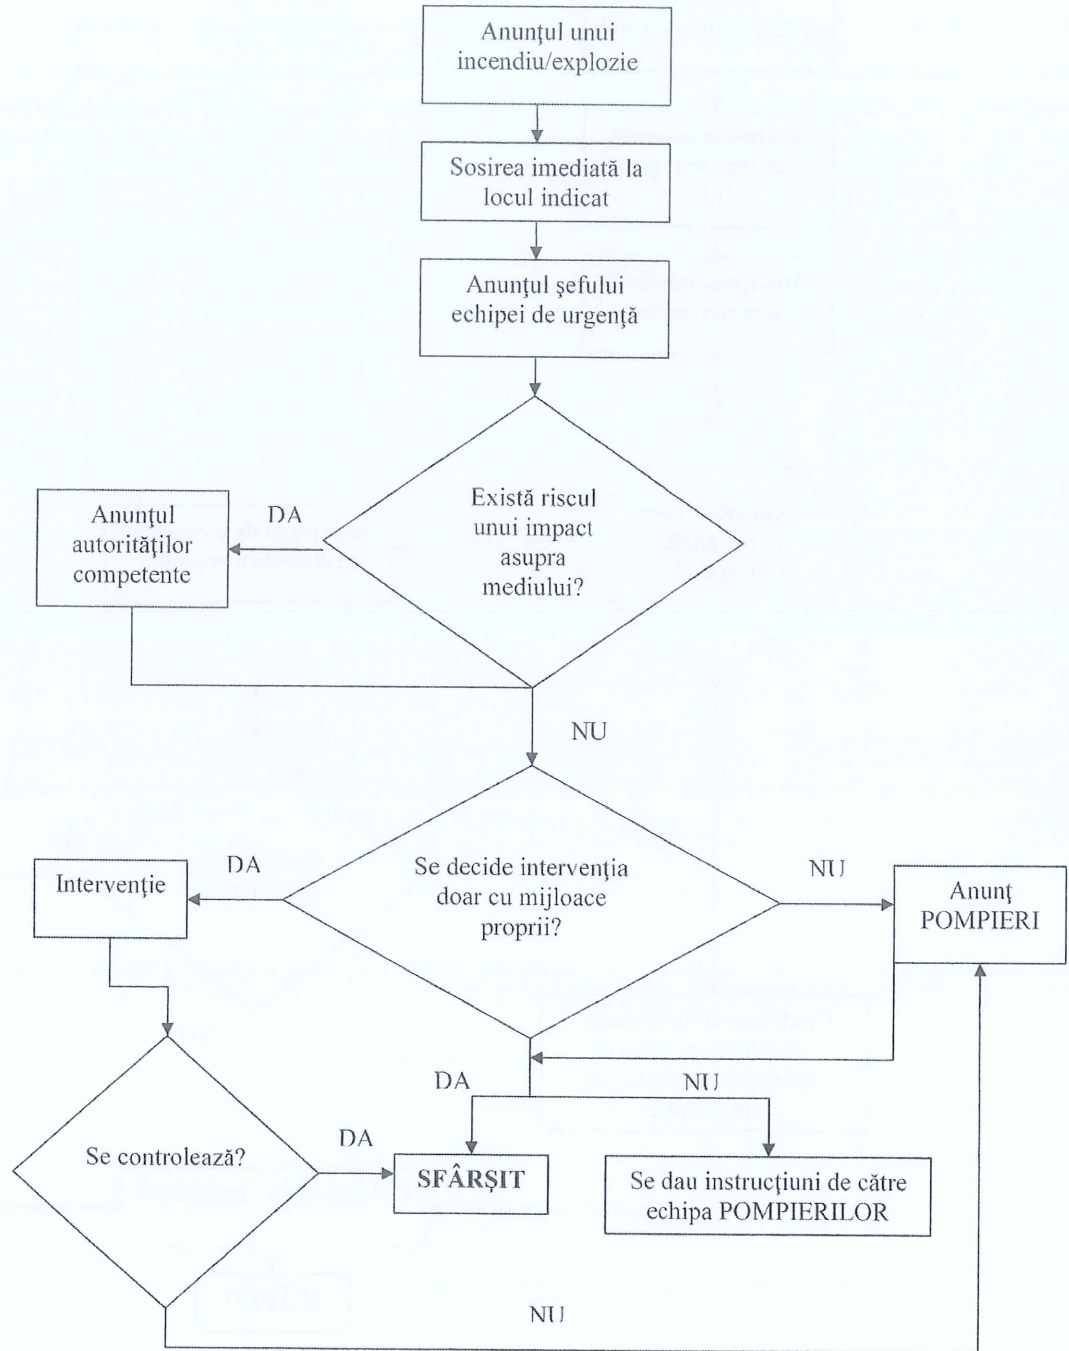 Anunţul unui
incendiu/explozie
Sosirea imediată la
locul indicat
Anunţul şefului
echipei de urgenţă
Există riscul
unui impact
asupra
mediului?
DA
Anunţul
autorităţilor
competente
NU
Se decide intervenţia
doar cu mijloace
proprii?
DA
Intervenţie
NU
Anunţ
POMPIERI
DA
NU
Se controlează?
DA
SFÂRŞIT
Se dau instrucţiuni de către
echipa POMPIERILOR
NU